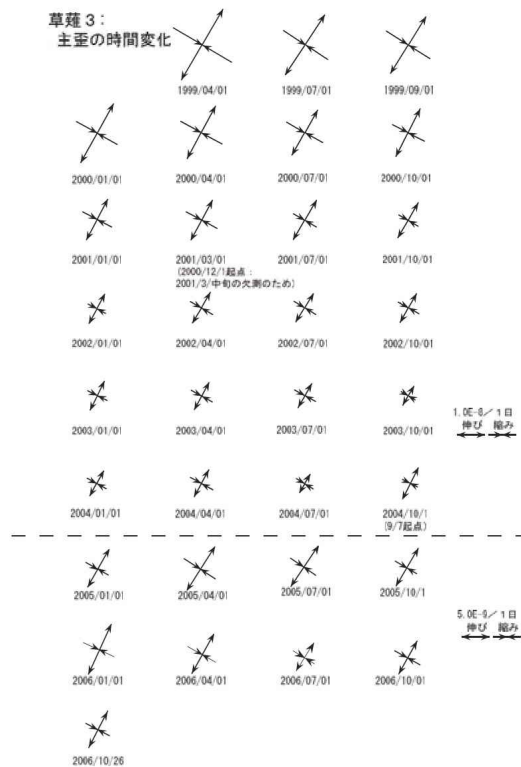 草薙3：
主歪の時間変化
1999/04/01 1999/07/01 1999/09/01
2000/01/01 2000/04/01 2000/07/01 2000/10/01
2001/01/01 2001/03/01 2001/07/01 2001/10/01
(2000/12/1起点：
2001/3/中旬の欠測のため)
2002/01/01 2002/04/01 2002/07/01 2002/10/01
1.0E-8／1日
伸び 縮み
2003/01/01 2003/04/01 2003/07/01 2003/10/01
2004/01/01 2004/04/01 2004/07/01 2004/10/1
(9/7起点)
2005/01/01 2005/04/01 2005/07/01 2005/10/1
5.0E-9／1日
伸び 縮み
2006/01/01 2006/04/01 2006/07/01 2006/10/01
2006/10/26